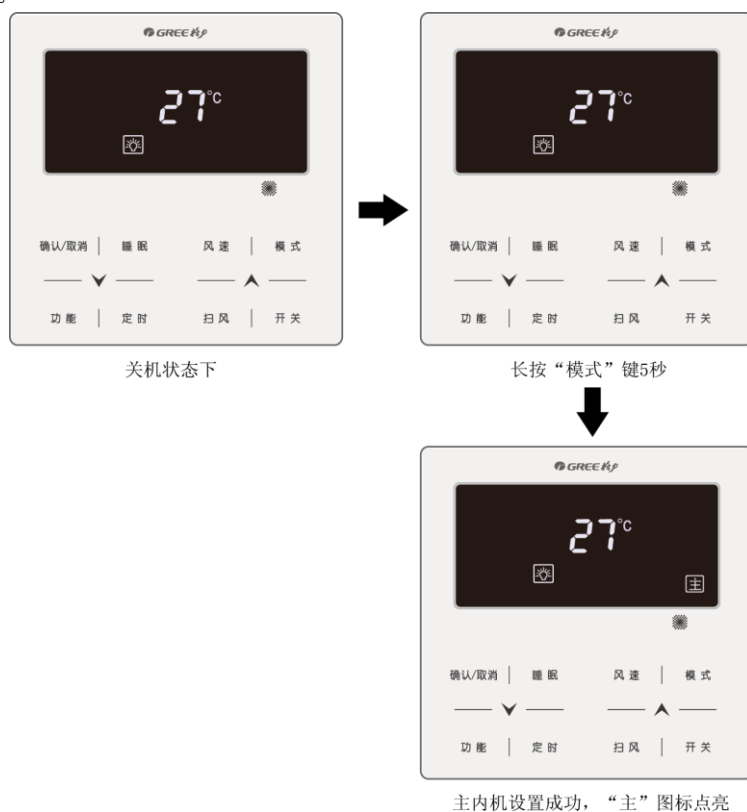 GREE格力
27°C
确认/取消 睡眠 风速 模式
功能 定时 扫风 开关
关机状态下
GREE格力
27°C
确认/取消 睡眠 风速 模式
功能 定时 扫风 开关
长按“模式”键5秒
GREE格力
27°C
主
确认/取消 睡眠 风速 模式
功能 定时 扫风 开关
主内机设置成功，“主”图标点亮